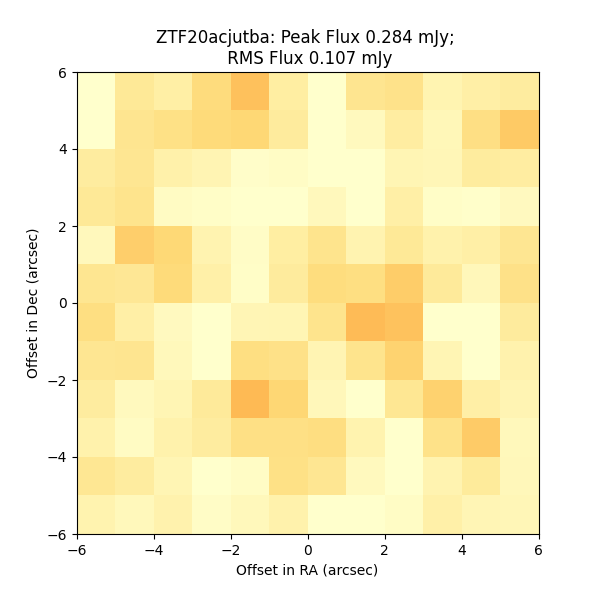 ZTF20acjutba: Peak Flux 0.284 mJy;
RMS Flux 0.107 mJy
6
4
2
0
−2
−4
−6
Offset in Dec (arcsec)
−6 −4 −2 0 2 4 6
Offset in RA (arcsec)